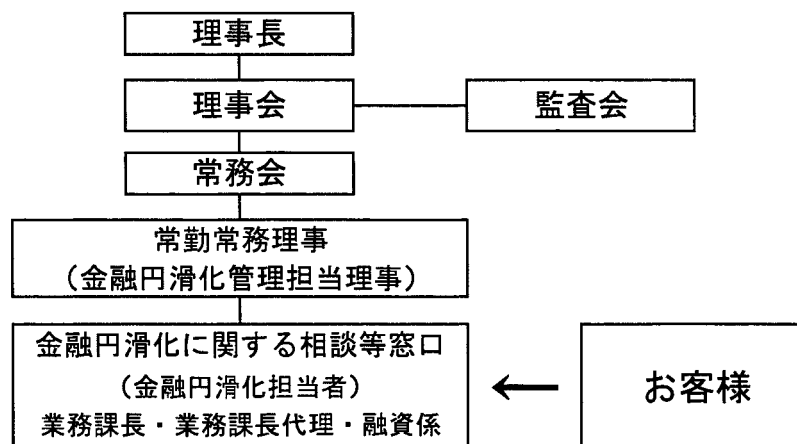 理事長
理事会
監査会
常務会
常勤常務理事
（金融円滑化管理担当理事）
金融円滑化に関する相談等窓口
（金融円滑化担当者）
業務課長・業務課長代理・融資係
お客様